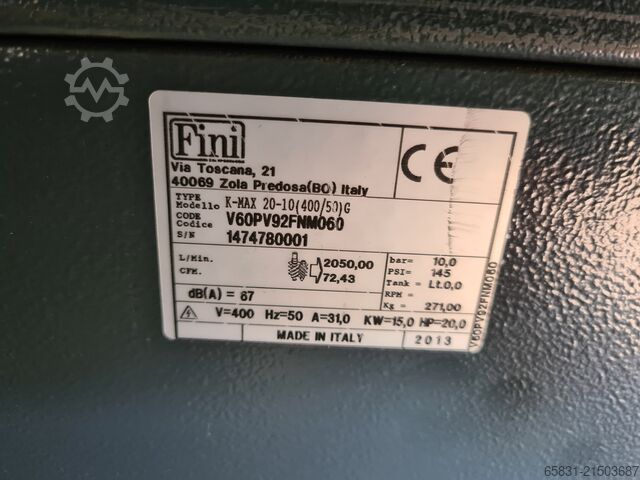 Fini
Via Toscana, 21
40069 Zola Predosa(BO) Italy
CE
TYPE
Modello K-MAX 20-10(400/50)G
CODE
Codice V60PV92FNM060
S/N 1474780001
L/Min. 2050,00
CFM. 72,43
bar= 10,0
PSI= 145
Tank = Lt.0,0
RPM =
Kg = 271,00
dB(A) = 67
V=400 Hz=50 A=31,0 KW=15,0 HP=20,0
MADE IN ITALY
2013
V60PV92FNM060
65831-21503687